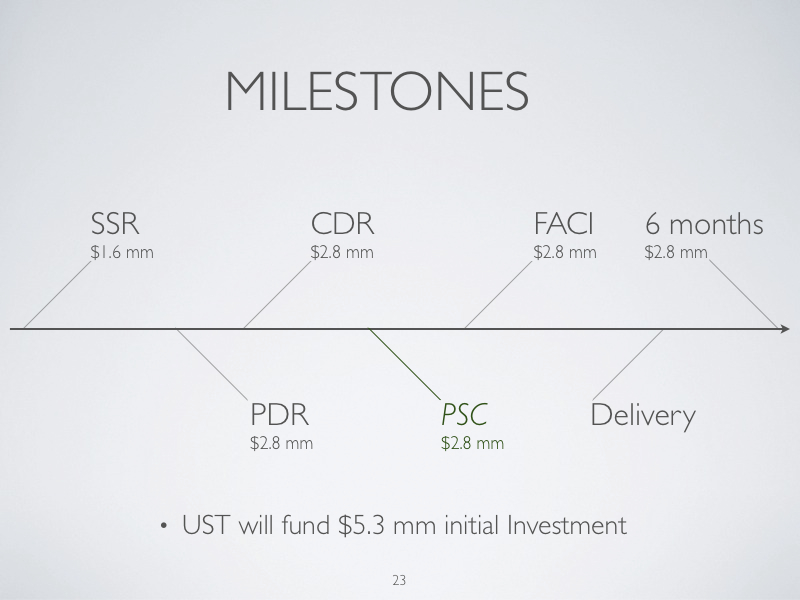 MILESTONES
SSR
$1.6 mm
CDR
$2.8 mm
FACI
$2.8 mm
6 months
$2.8 mm
PDR
$2.8 mm
PSC
$2.8 mm
Delivery
• UST will fund $5.3 mm initial Investment
23